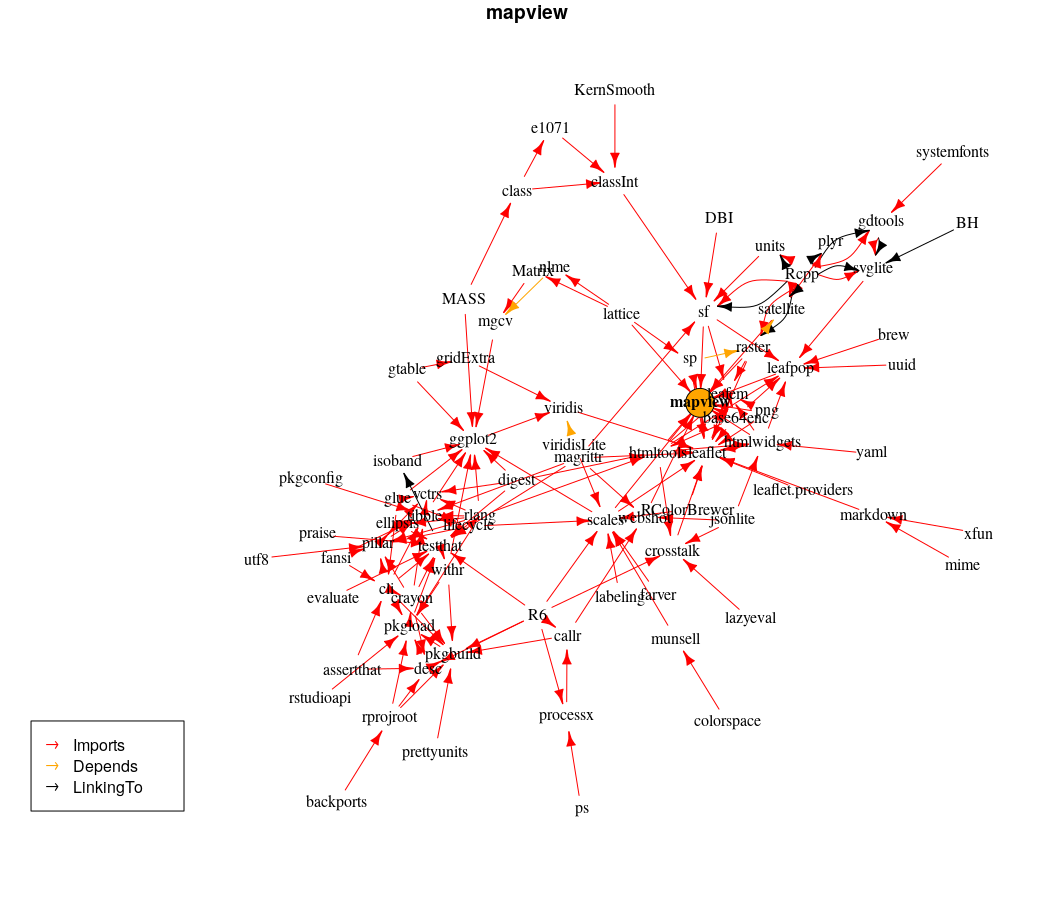 mapview
KernSmooth
e1071
systemfonts
classInt
class
DBI
gdtools
BH
units
plyr
Matrix
nlme
Rcpp
svglite
MASS
lattice
sf
satellite
mgcv
brew
sp
raster
gridExtra
gtable
leafpop
uuid
leafem
mapview
viridis
png
base64enc
ggplot2
viridisLite
htmlwidgets
magrittr
htmltools
leaflet
yaml
isoband
pkgconfig
digest
leaflet.providers
glue
vctrs
RColorBrewer
tibble
rlang
scales
webshot
jsonlite
markdown
ellipsis
lifecycle
praise
xfun
pillar
testthat
crosstalk
utf8
fansi
withr
mime
cli
evaluate
crayon
labeling
farver
R6
lazyeval
pkgload
callr
munsell
pkgbuild
assertthat
desc
rstudioapi
rprojroot
processx
colorspace
prettyunits
backports
ps
Imports
Depends
LinkingTo